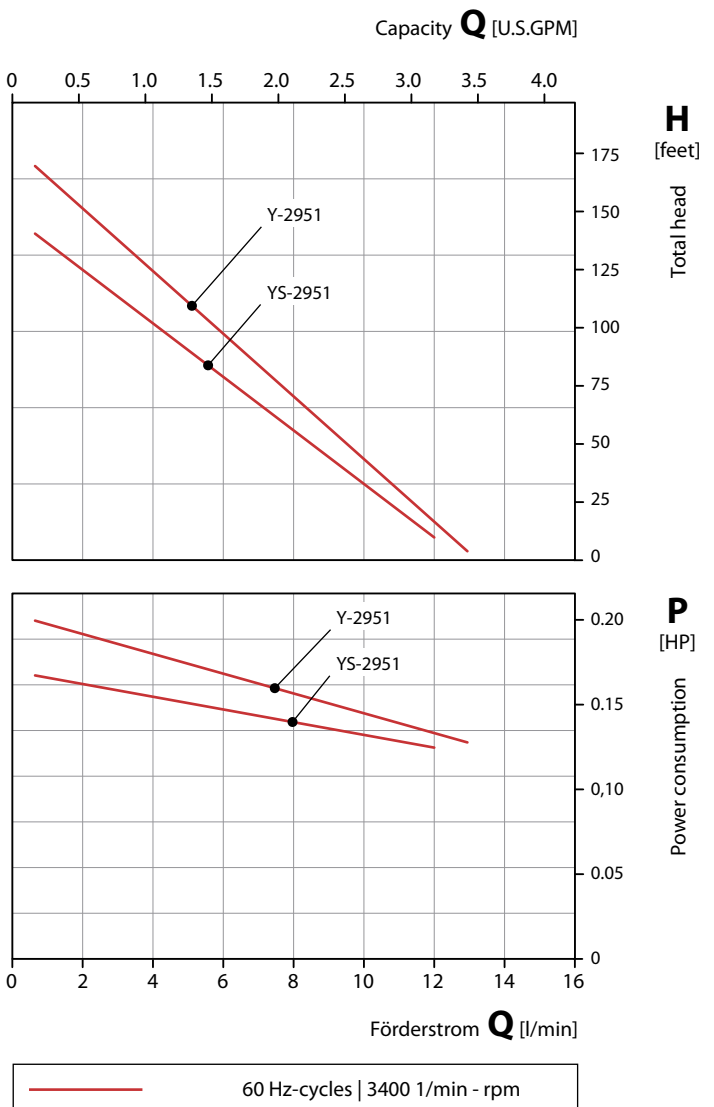 Capacity Q [U.S.GPM]
0 0.5 1.0 1.5 2.0 2.5 3.0 3.5 4.0
H
[feet]
Total head
175
150
125
100
75
50
25
0
Y-2951
YS-2951
P
[HP]
Power consumption
0.20
0.15
0,10
0.05
0
Y-2951
YS-2951
0 2 4 6 8 10 12 14 16
Förderstrom Q [l/min]
60 Hz-cycles | 3400 1/min - rpm